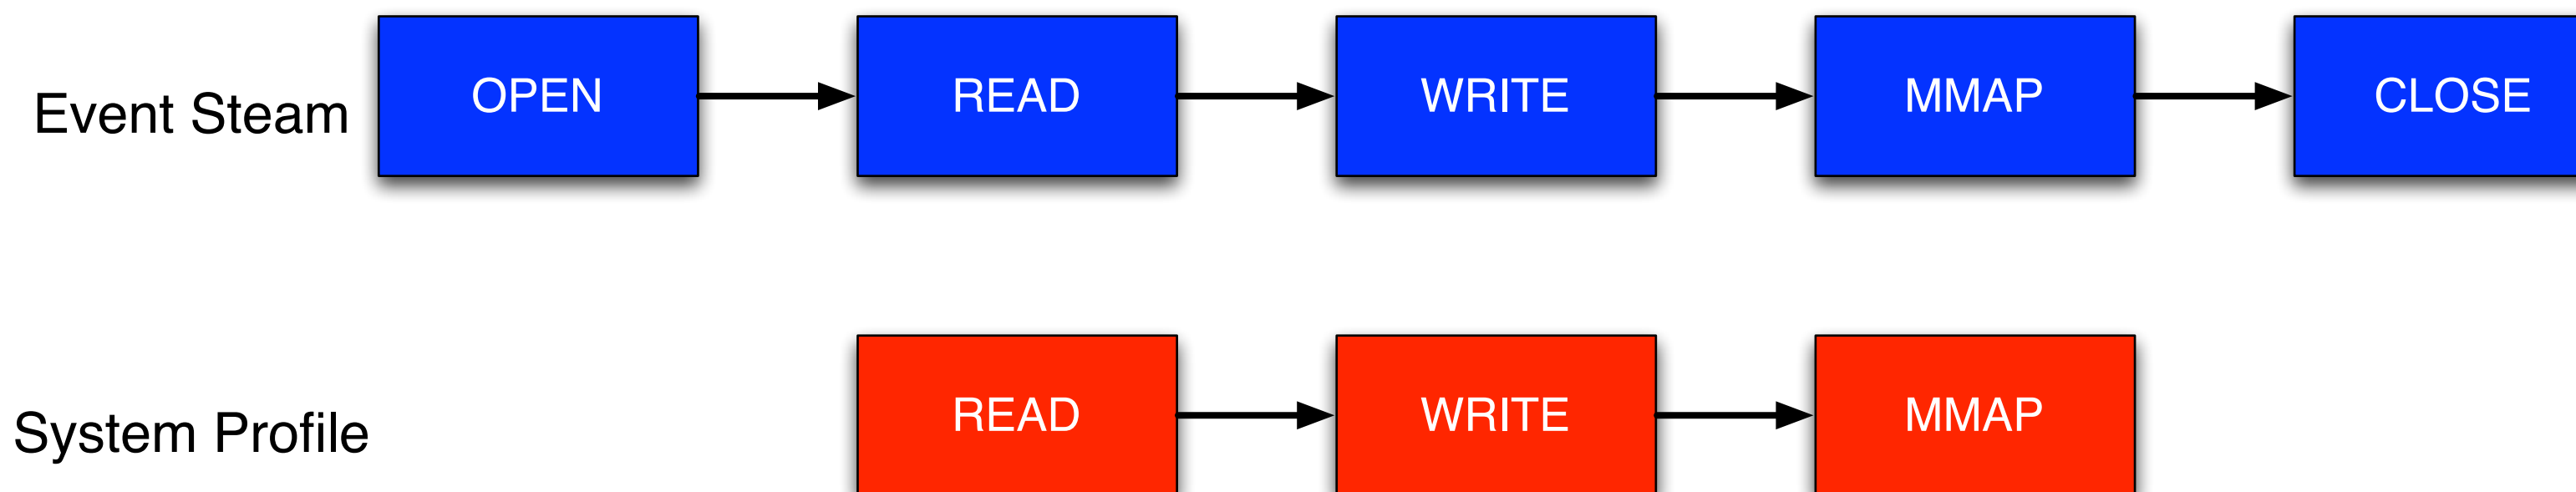 Event Steam OPEN READ WRITE MMAP CLOSE
System Profile READ WRITE MMAP